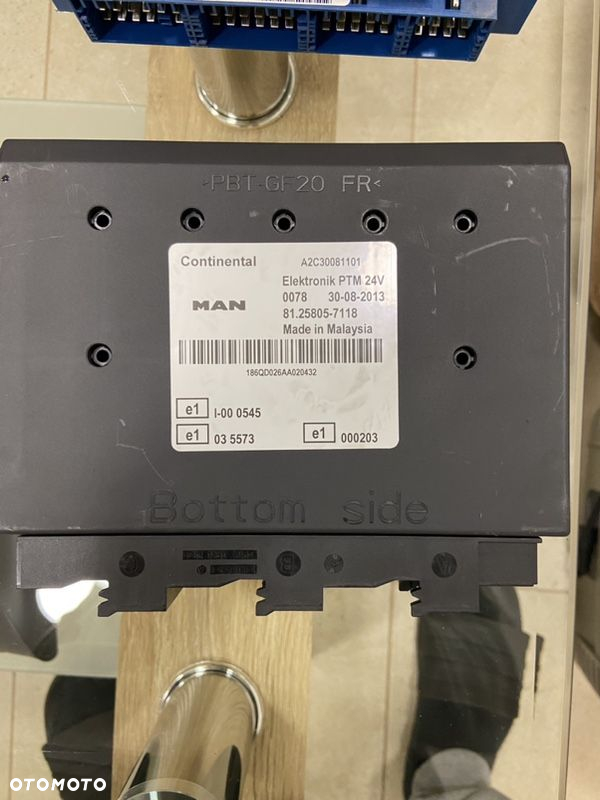 >PBT-GF20 FR<
Continental A2C30081101
Elektronik PTM 24V
MAN 0078 30-08-2013
81.25805-7118
Made in Malaysia
186QD026AA020432
e1 I-00 0545
e1 03 5573 e1 000203
Bottom side
OTOMOTO